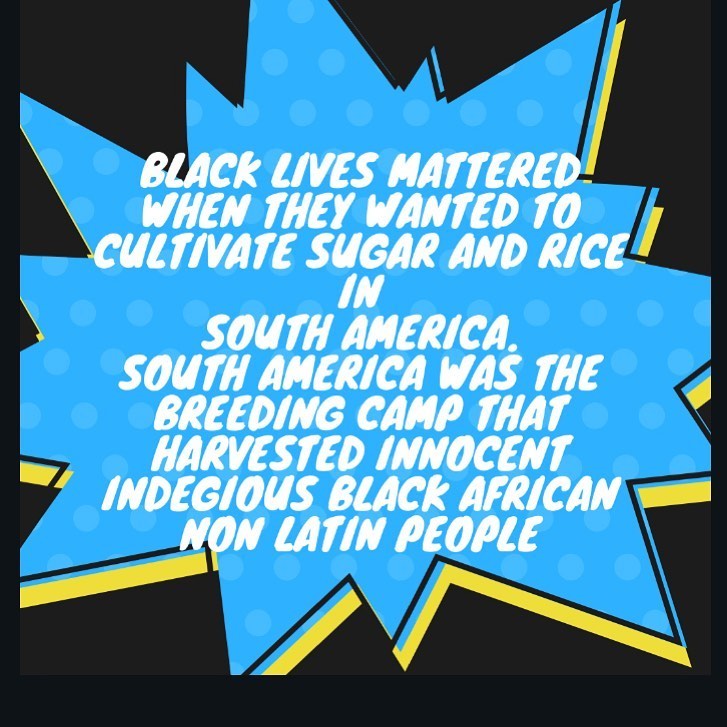 BLACK LIVES MATTERED
WHEN THEY WANTED TO
CULTIVATE SUGAR AND RICE
IN
SOUTH AMERICA.
SOUTH AMERICA WAS THE
BREEDING CAMP THAT
HARVESTED INNOCENT
INDEGIOUS BLACK AFRICAN
NON LATIN PEOPLE